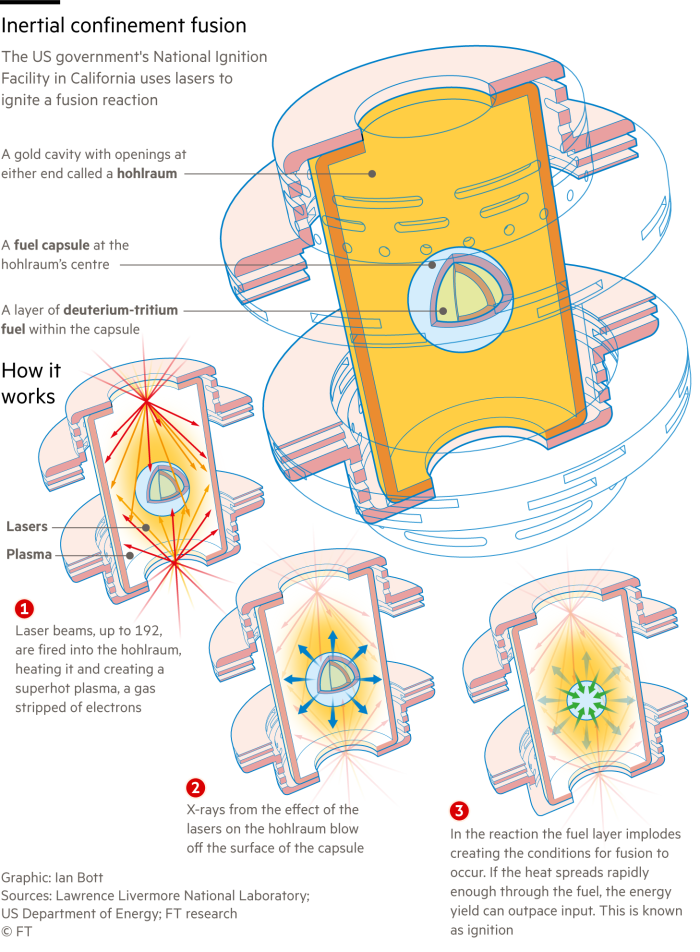 Inertial confinement fusion
The US government's National Ignition
Facility in California uses lasers to
ignite a fusion reaction
A gold cavity with openings at
either end called a hohlraum
A fuel capsule at the
hohlraum's centre
A layer of deuterium-tritium
fuel within the capsule
How it
works
Lasers
Plasma
1
Laser beams, up to 192,
are fired into the hohlraum,
heating it and creating a
superhot plasma, a gas
stripped of electrons
2
X-rays from the effect of the
lasers on the hohlraum blow
off the surface of the capsule
3
In the reaction the fuel layer implodes
creating the conditions for fusion to
occur. If the heat spreads rapidly
enough through the fuel, the energy
yield can outpace input. This is known
as ignition
Graphic: Ian Bott
Sources: Lawrence Livermore National Laboratory;
US Department of Energy; FT research
© FT